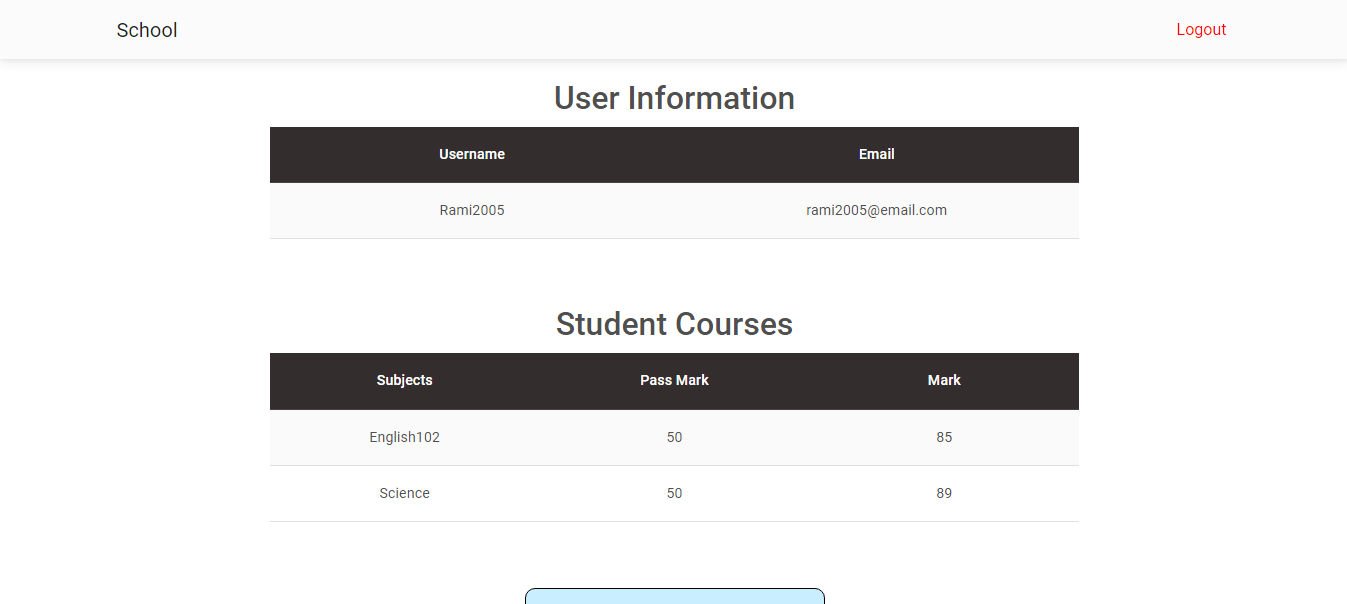 School Logout
User Information
Username Email
Rami2005 rami2005@email.com
Student Courses
Subjects Pass Mark Mark
English102 50 85
Science 50 89